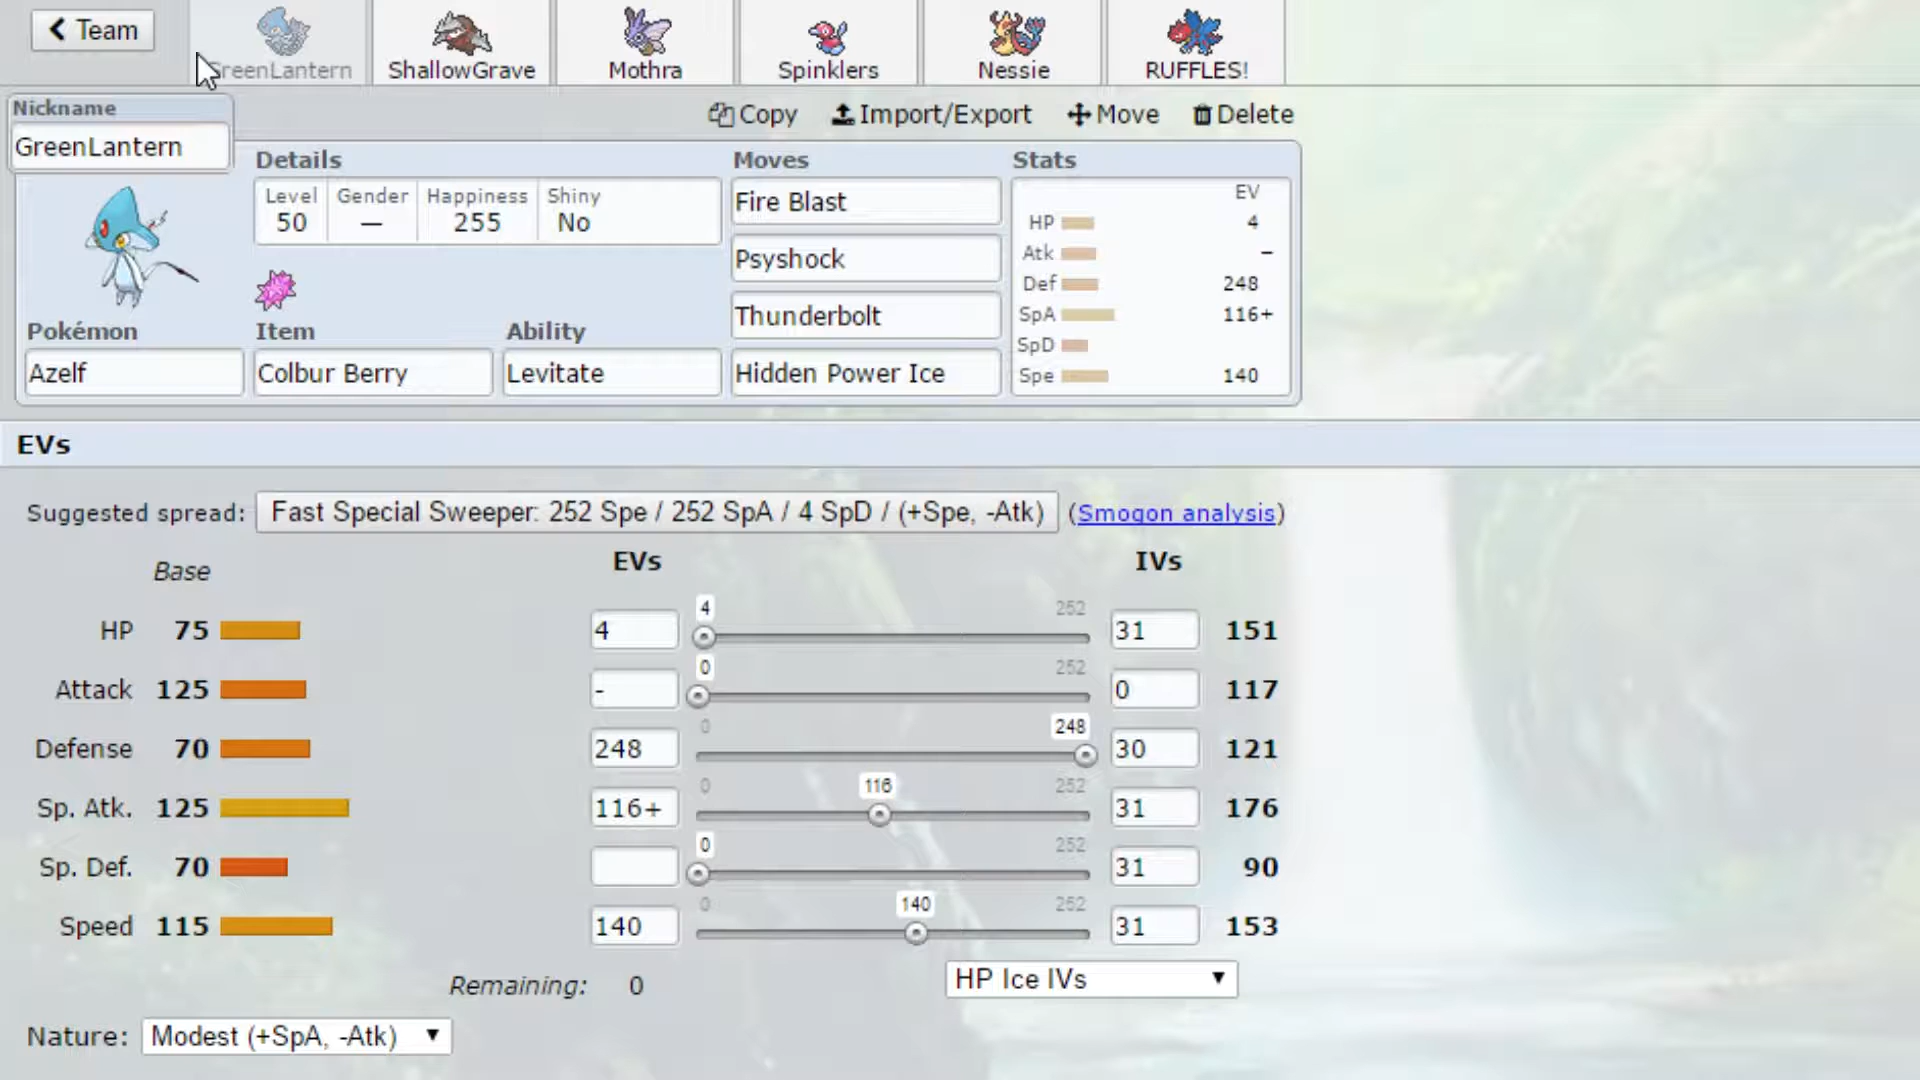 Team
GreenLantern
ShallowGrave
Mothra
Spinklers
Nessie
RUFFLES!
Nickname
GreenLantern
Copy
Import/Export
Move
Delete
Details
Level
50
Gender
—
Happiness
255
Shiny
No
Pokémon
Azelf
Item
Colbur Berry
Ability
Levitate
Moves
Fire Blast
Psyshock
Thunderbolt
Hidden Power Ice
Stats
EV
HP 4
Atk –
Def 248
SpA 116+
SpD
Spe 140
EVs
Suggested spread: Fast Special Sweeper: 252 Spe / 252 SpA / 4 SpD / (+Spe, -Atk) (Smogon analysis)
Base EVs IVs
4 252
HP 75 4 31 151
0 252
Attack 125 - 0 117
0 248
Defense 70 248 30 121
0 116 252
Sp. Atk. 125 116+ 31 176
0 252
Sp. Def. 70 31 90
0 140 252
Speed 115 140 31 153
Remaining: 0 HP Ice IVs
Nature: Modest (+SpA, -Atk)